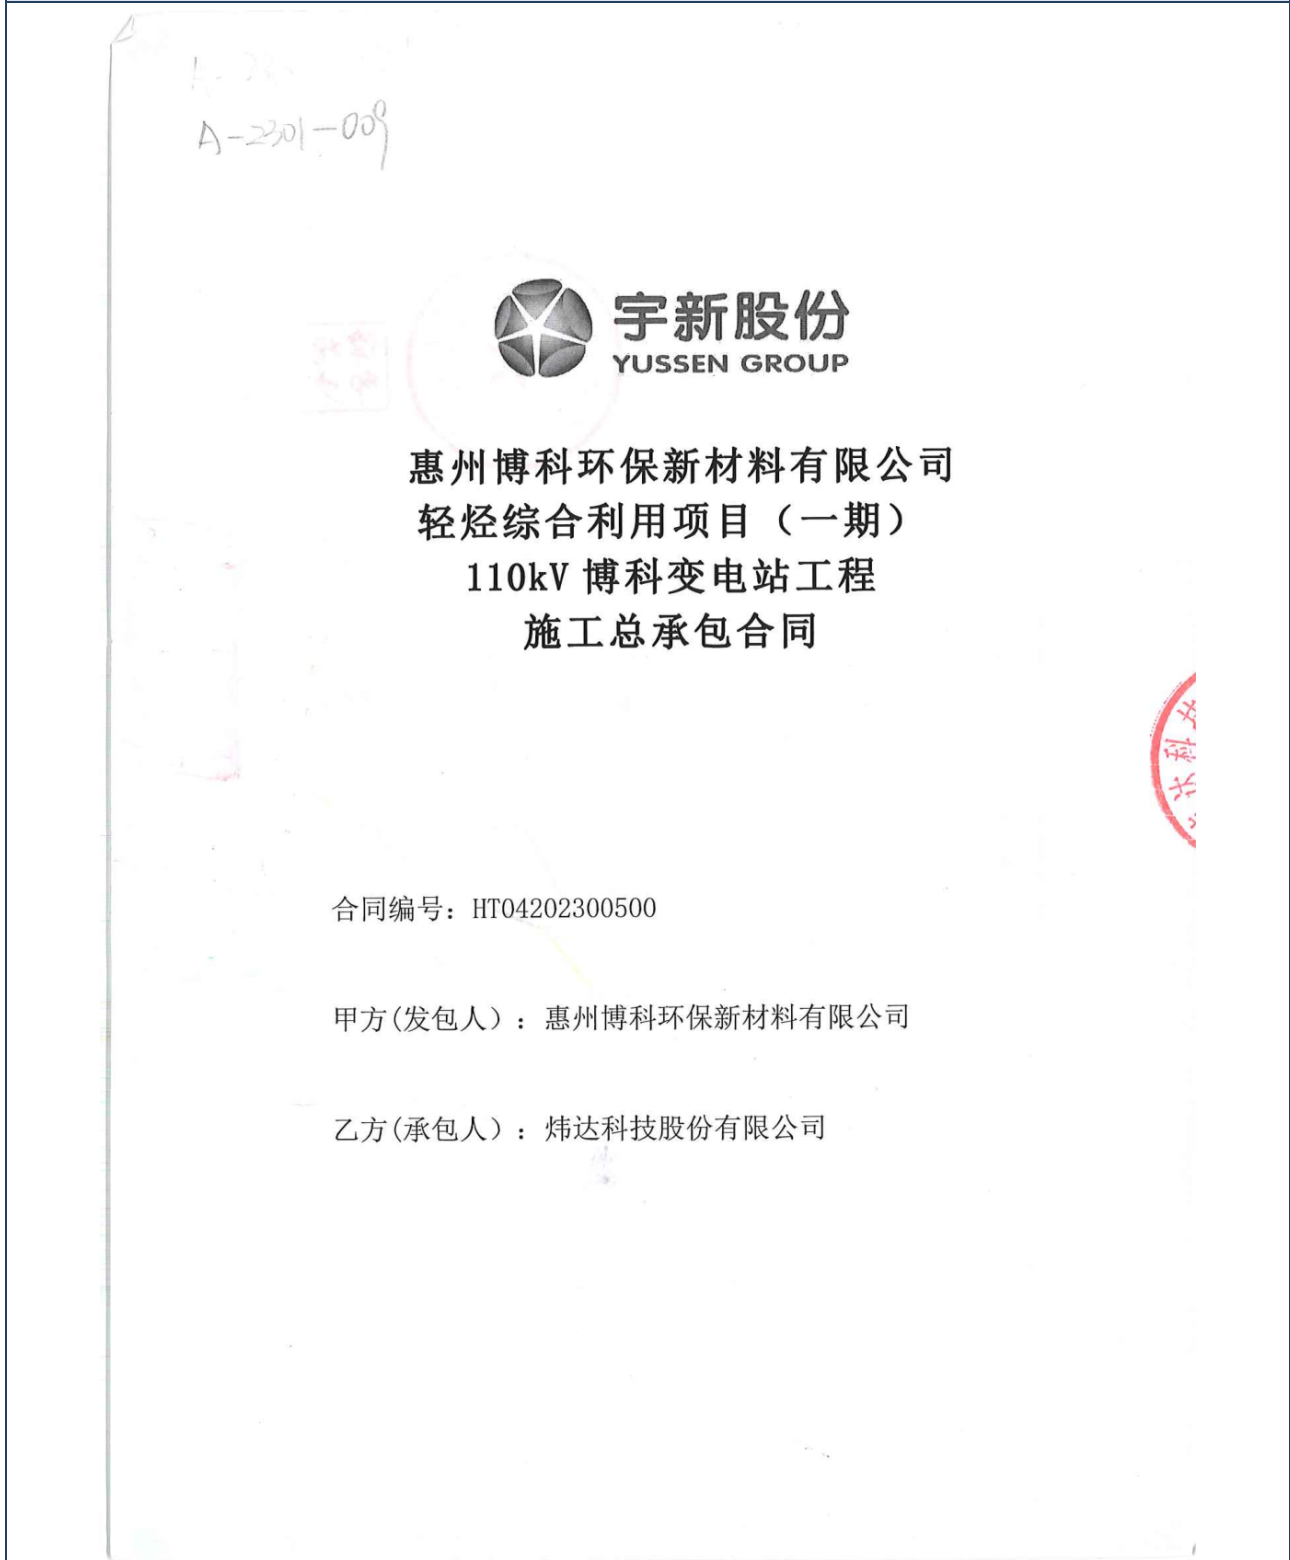 A-2301-009
宇新股份
YUSSEN GROUP
惠州博科环保新材料有限公司
轻烃综合利用项目（一期）
110kV 博科变电站工程
施工总承包合同
达科技
合同编号：HT04202300500
甲方(发包人）：惠州博科环保新材料有限公司
乙方(承包人）：炜达科技股份有限公司